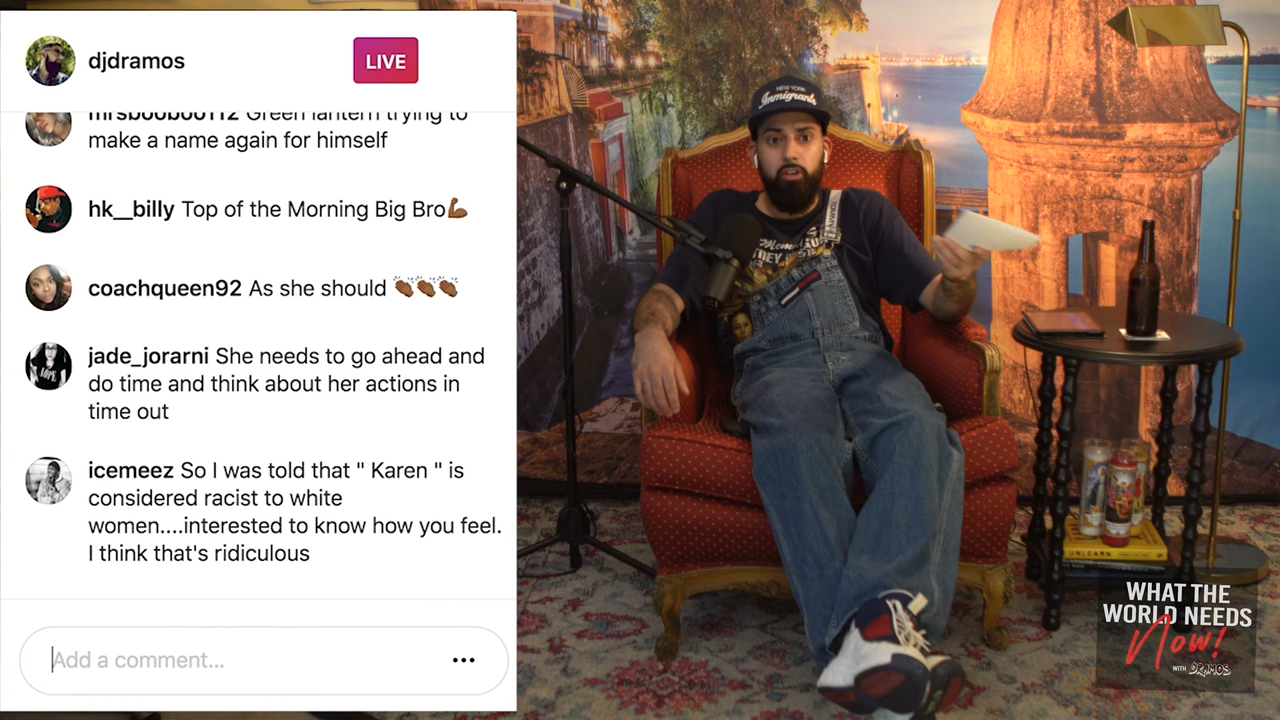 djdramos
LIVE
mrsbooboo112 Green lantern trying to
make a name again for himself
hk__billy Top of the Morning Big Bro💪🏾
coachqueen92 As she should 👏🏾👏🏾👏🏾
jade_jorarni She needs to go ahead and
do time and think about her actions in
time out
icemeez So I was told that " Karen " is
considered racist to white
women....interested to know how you feel.
I think that's ridiculous
Add a comment...
NEW YORK
Immigrants
UNLEARN
WHAT THE
WORLD NEEDS
Now!
WITH DRAMOS